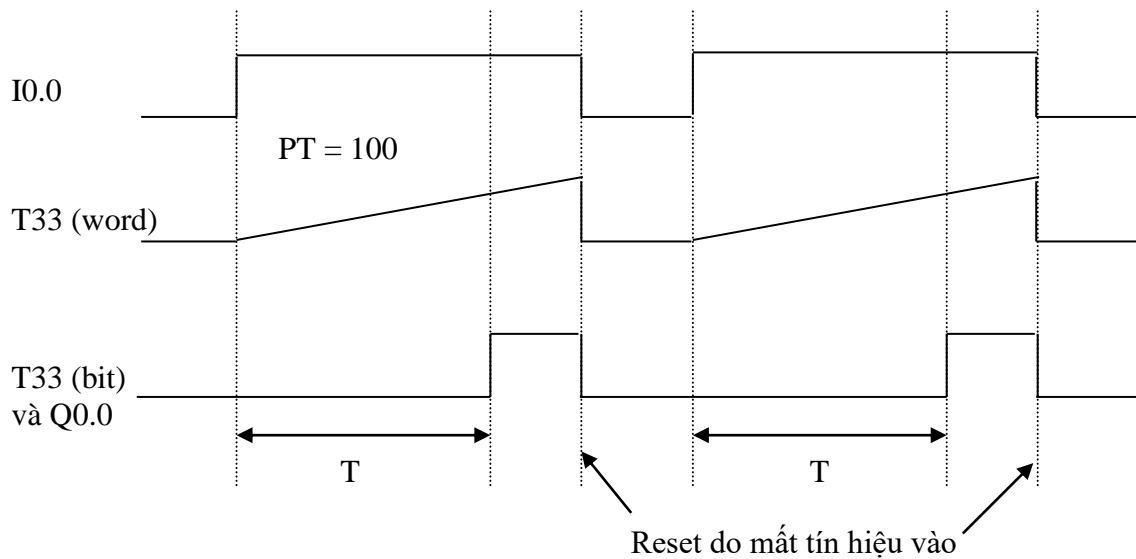 I0.0
PT = 100
T33 (word)
T33 (bit)
và Q0.0
T
T
Reset do mất tín hiệu vào